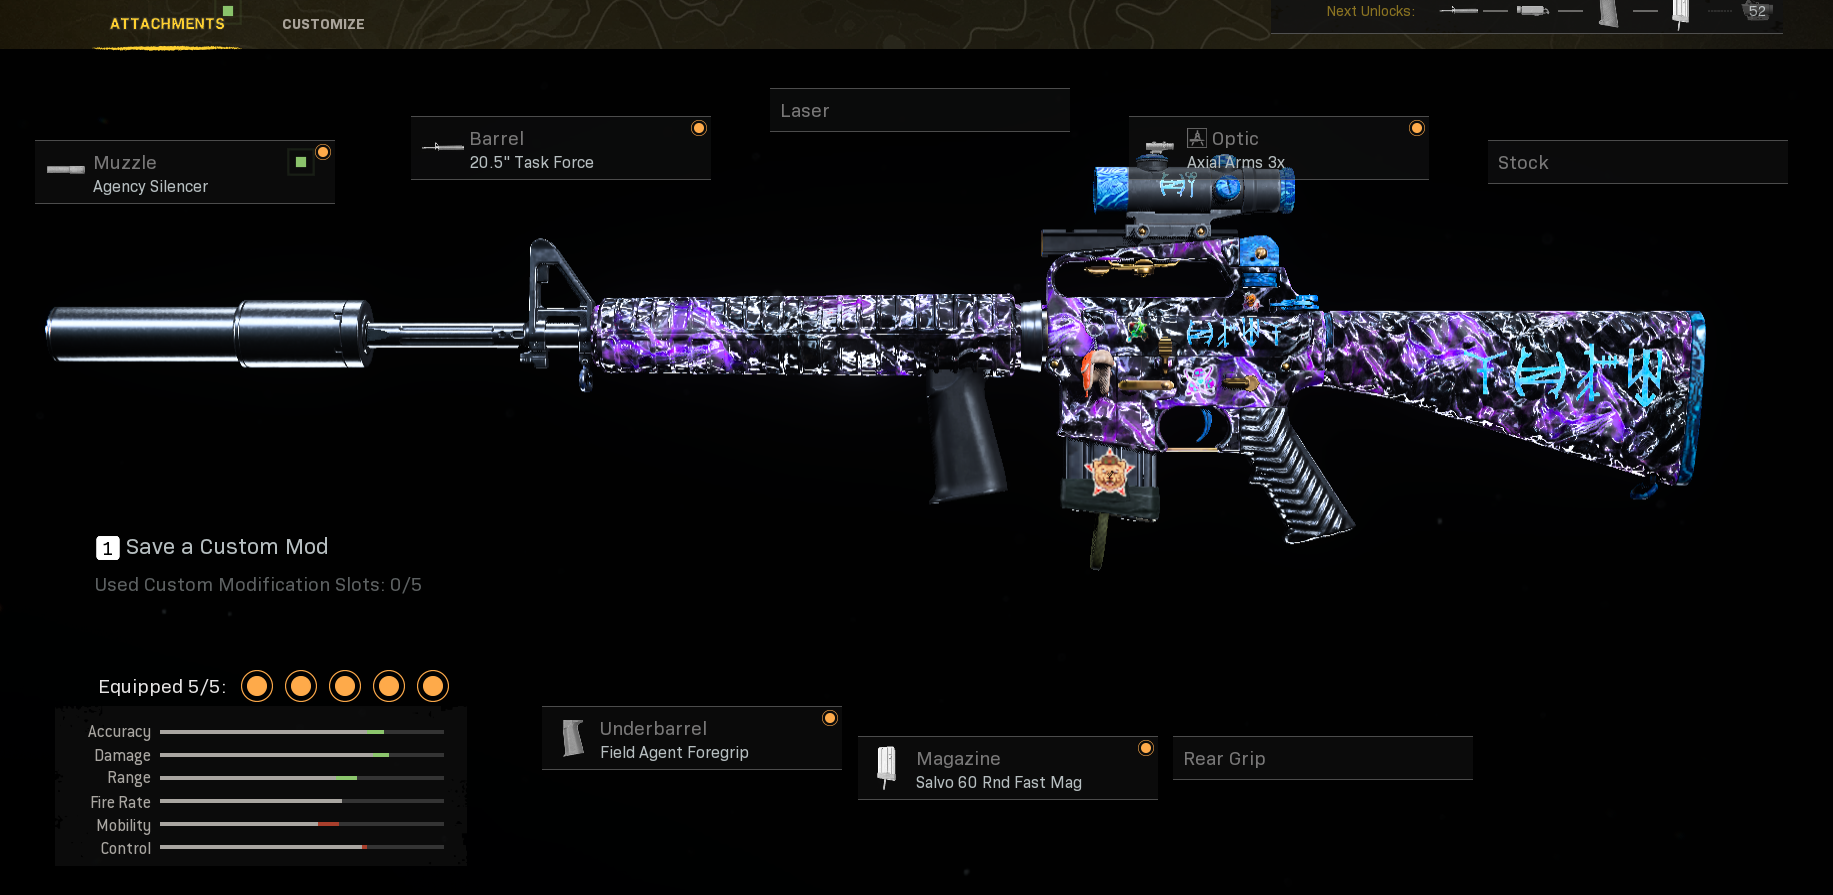 ATTACHMENTS
CUSTOMIZE
Next Unlocks:
52
Laser
Barrel
20.5" Task Force
Optic
Axial Arms 3x
Muzzle
Agency Silencer
Stock
1 Save a Custom Mod
Used Custom Modification Slots: 0/5
Equipped 5/5:
Accuracy
Damage
Range
Fire Rate
Mobility
Control
Underbarrel
Field Agent Foregrip
Magazine
Salvo 60 Rnd Fast Mag
Rear Grip